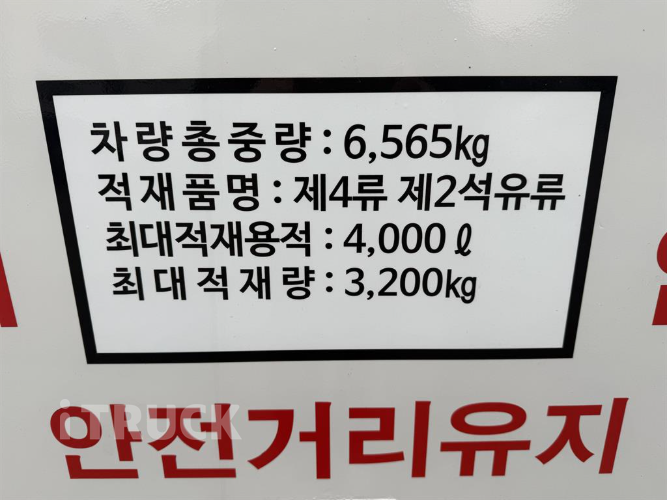 차량총중량 : 6,565kg
적재품명 : 제4류 제2석유류
최대적재용적 : 4,000 ℓ
최대적재량 : 3,200kg
iTRUCK
안전거리유지